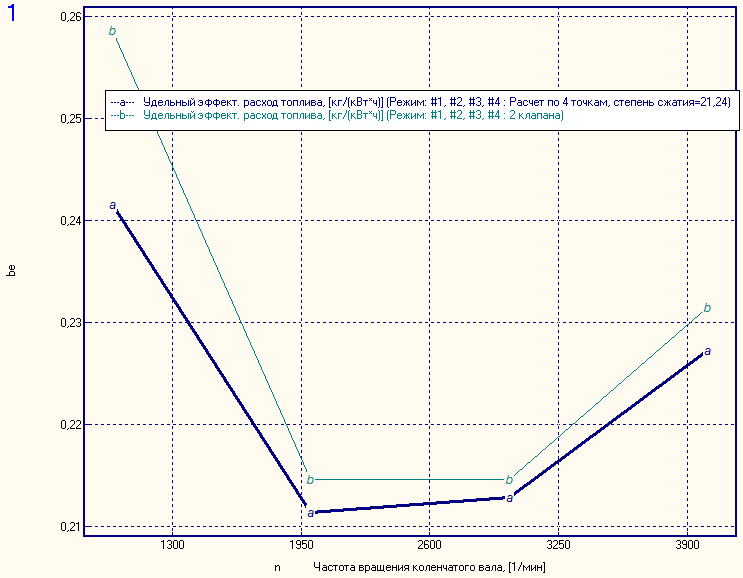 1
0,26
b
---a--- Удельный эффект. расход топлива, [кг/(кВт*ч)] (Режим: #1, #2, #3, #4 : Расчет по 4 точкам, степень сжатия=21,24)
---b--- Удельный эффект. расход топлива, [кг/(кВт*ч)] (Режим: #1, #2, #3, #4 : 2 клапана)
0,25
a
0,24
be
0,23
b
a
0,22
b
b
a
a
0,21
1300 1950 2600 3250 3900
n Частота вращения коленчатого вала, [1/мин]